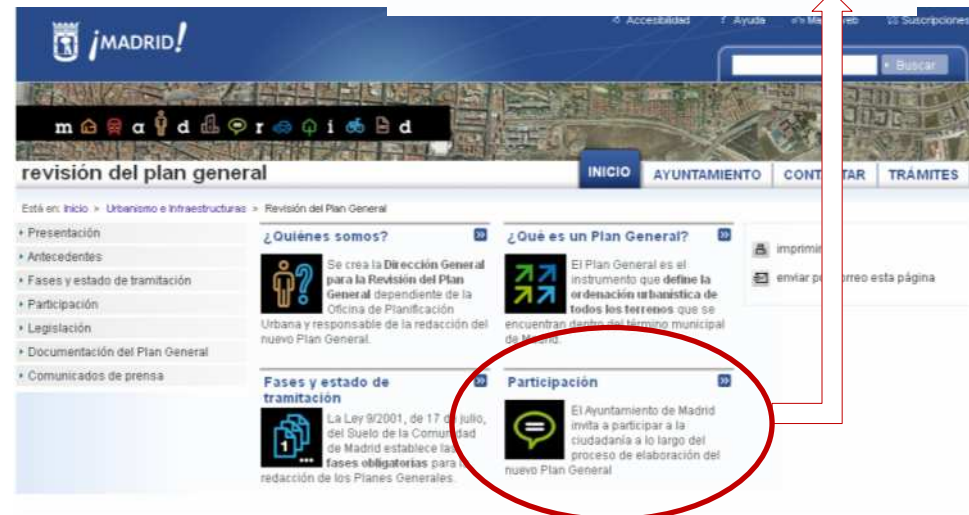 Accesibilidad ? Ayuda Suscripciones
¡MADRID!
Buscar
m a d r i d
revisión del plan general
INICIO AYUNTAMIENTO TRÁMITES
Está en: Inicio > Urbanismo e Infraestructuras > Revisión del Plan General
Presentación
Antecedentes
Fases y estado de tramitación
Participación
Legislación
Documentación del Plan General
Comunicados de prensa
¿Quiénes somos?
Se crea la Dirección General
para la Revisión del Plan
General dependiente de la
Oficina de Planificación
Urbana y responsable de la redacción del
nuevo Plan General.
¿Qué es un Plan General?
El Plan General es el
instrumento que define la
ordenación urbanística de
todos los terrenos que se
encuentran dentro del término municipal
de Madrid.
Fases y estado de
tramitación
1
La Ley 9/2001, de 17 de julio,
del Suelo de la Comunidad
de Madrid establece las
fases obligatorias para la
redacción de los Planes Generales.
Participación
El Ayuntamiento de Madrid
invita a participar a la
ciudadanía a lo largo del
proceso de elaboración del
nuevo Plan General
imprimir
enviar por correo esta página